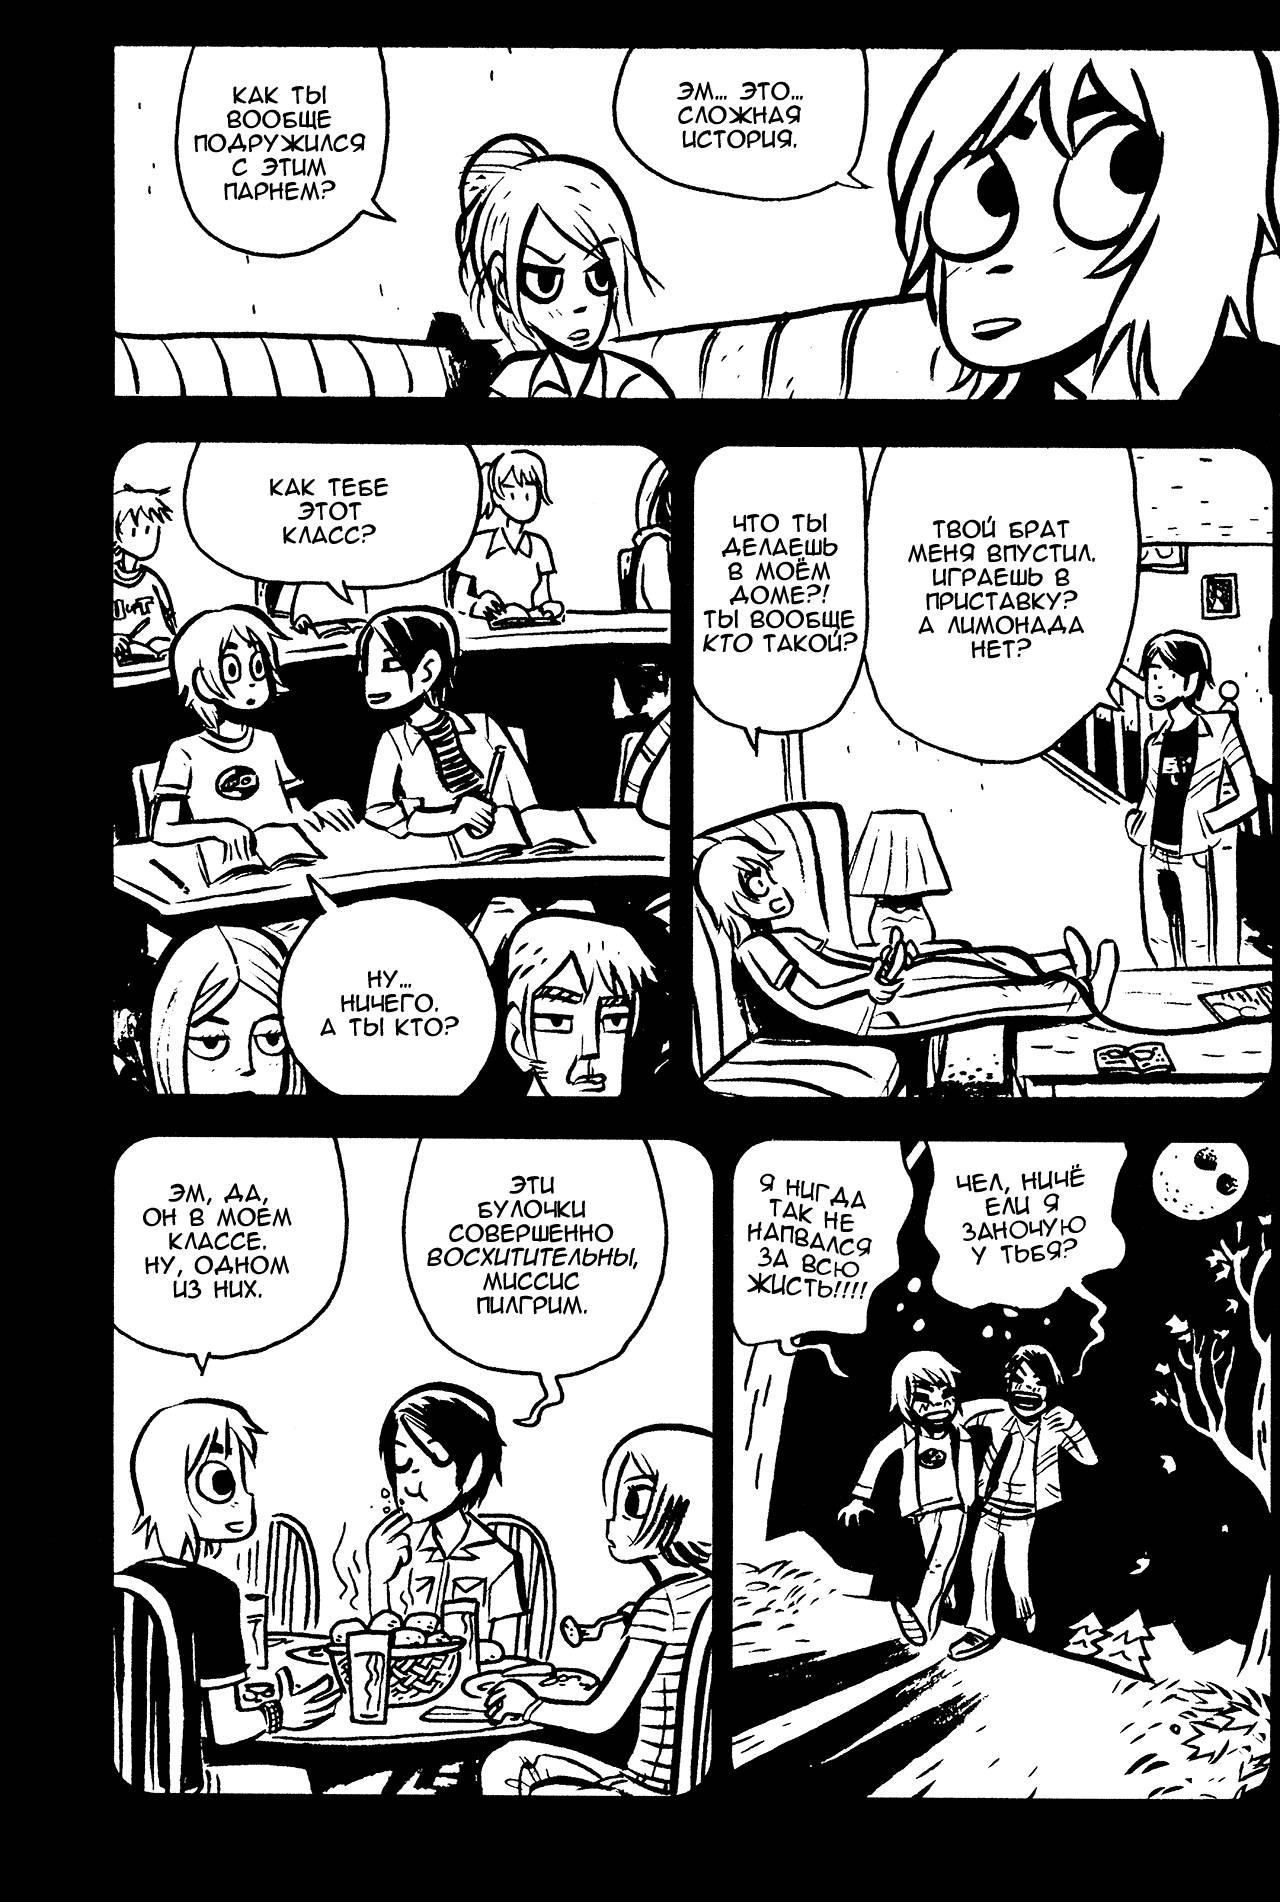 КАК ТЫ
ВООБЩЕ
ПОДРУЖИЛСЯ
С ЭТИМ
ПАРНЕМ?
ЭМ... ЭТО...
СЛОЖНАЯ
ИСТОРИЯ.
КАК ТЕБЕ
ЭТОТ
КЛАСС?
НУ...
НИЧЕГО.
А ТЫ КТО?
ЧТО ТЫ
ДЕЛАЕШЬ
В МОЁМ
ДОМЕ?!
ТЫ ВООБЩЕ
КТО ТАКОЙ?
ТВОЙ БРАТ
МЕНЯ ВПУСТИЛ.
ИГРАЕШЬ В
ПРИСТАВКУ?
А ЛИМОНАДА
НЕТ?
ЭМ, ДА,
ОН В МОЁМ
КЛАССЕ.
НУ, ОДНОМ
ИЗ НИХ.
ЭТИ
БУЛОЧКИ
СОВЕРШЕННО
ВОСХИТИТЕЛЬНЫ,
МИССИС
ПИЛГРИМ.
Я НИГДА
ТАК НЕ
НАПВАЛСЯ
ЗА ВСЮ
ЖИСТЬ!!!!
ЧЕЛ, НИЧЁ
ЕЛИ Я
ЗАНОЧУЮ
У ТЬБЯ?